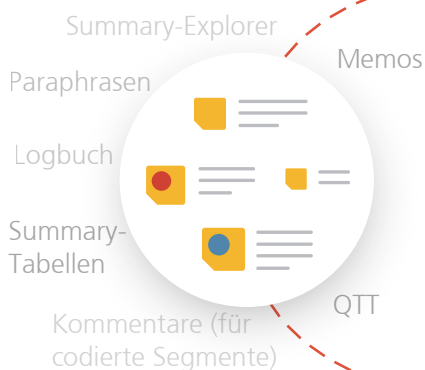 Summary-Explorer
Memos
Paraphrasen
Logbuch
Summary-
Tabellen
QTT
Kommentare (für
codierte Segmente)